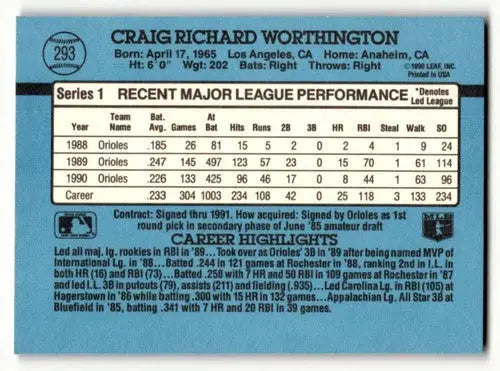 293
CRAIG RICHARD WORTHINGTON
Born: April 17, 1965 Los Angeles, CA Home: Anaheim, CA
Ht: 6´0˝ Wgt: 202 Bats: Right Throws: Right
©1990 LEAF, INC.
Printed in USA
Series 1 RECENT MAJOR LEAGUE PERFORMANCE *Denotes Led League
Year Team Name Bat. Avg. Games At Bat Hits Runs 2B 3B HR RBI Steal Walk SO
1988 Orioles .185 26 81 15 5 2 0 2 4 1 9 24
1989 Orioles .247 145 497 123 57 23 0 15 70 1 61 114
1990 Orioles .226 133 425 96 46 17 0 8 44 1 63 96
Career .233 304 1003 234 108 42 0 25 118 3 133 234
Contract: Signed thru 1991. How acquired: Signed by Orioles as 1st
round pick in secondary phase of June '85 amateur draft
MLB
CAREER HIGHLIGHTS
Led all maj. lg. rookies in RBI in '89...Took over as Orioles' 3B in '89 after being named MVP of
International Lg. in '88...Batted .244 in 121 games at Rochester in '88, ranking 2nd in I.L. in
both HR (16) and RBI (73)...Batted .258 with 7 HR and 50 RBI in 109 games at Rochester in '87
and led I.L. 3B in putouts (79), assists (211) and fielding (.935)...Led Carolina Lg. in RBI (105) at
Hagerstown in '86 while batting .300 with 15 HR in 132 games...Appalachian Lg. All Star 3B at
Bluefield in '85, batting .341 with 7 HR and 20 RBI in 39 games.